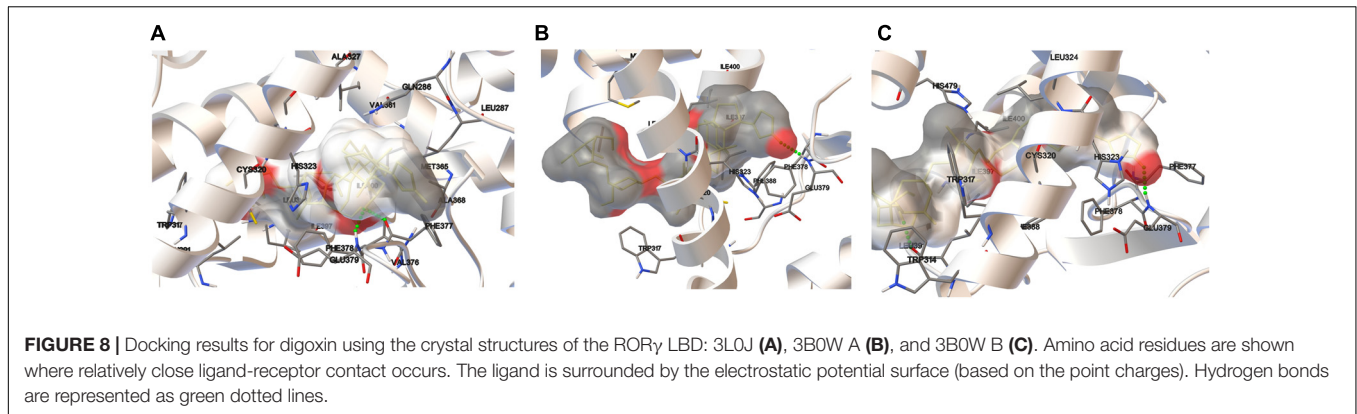 A
B
C
ALA327
GLN286
VAL361
LEU287
CYS320
HIS323
MET365
ALA368
PHE377
PHE378
GLU379
VAL376
ILE397
ILE400
HIS323
PHE388
PHE378
GLU379
TRP317
LEU324
HIS479
ILE400
CYS320
HIS323
PHE377
TRP317
PHE378
GLU379
TRP314
FIGURE 8 | Docking results for digoxin using the crystal structures of the RORγ LBD: 3L0J (A), 3B0W A (B), and 3B0W B (C). Amino acid residues are shown
where relatively close ligand-receptor contact occurs. The ligand is surrounded by the electrostatic potential surface (based on the point charges). Hydrogen bonds
are represented as green dotted lines.